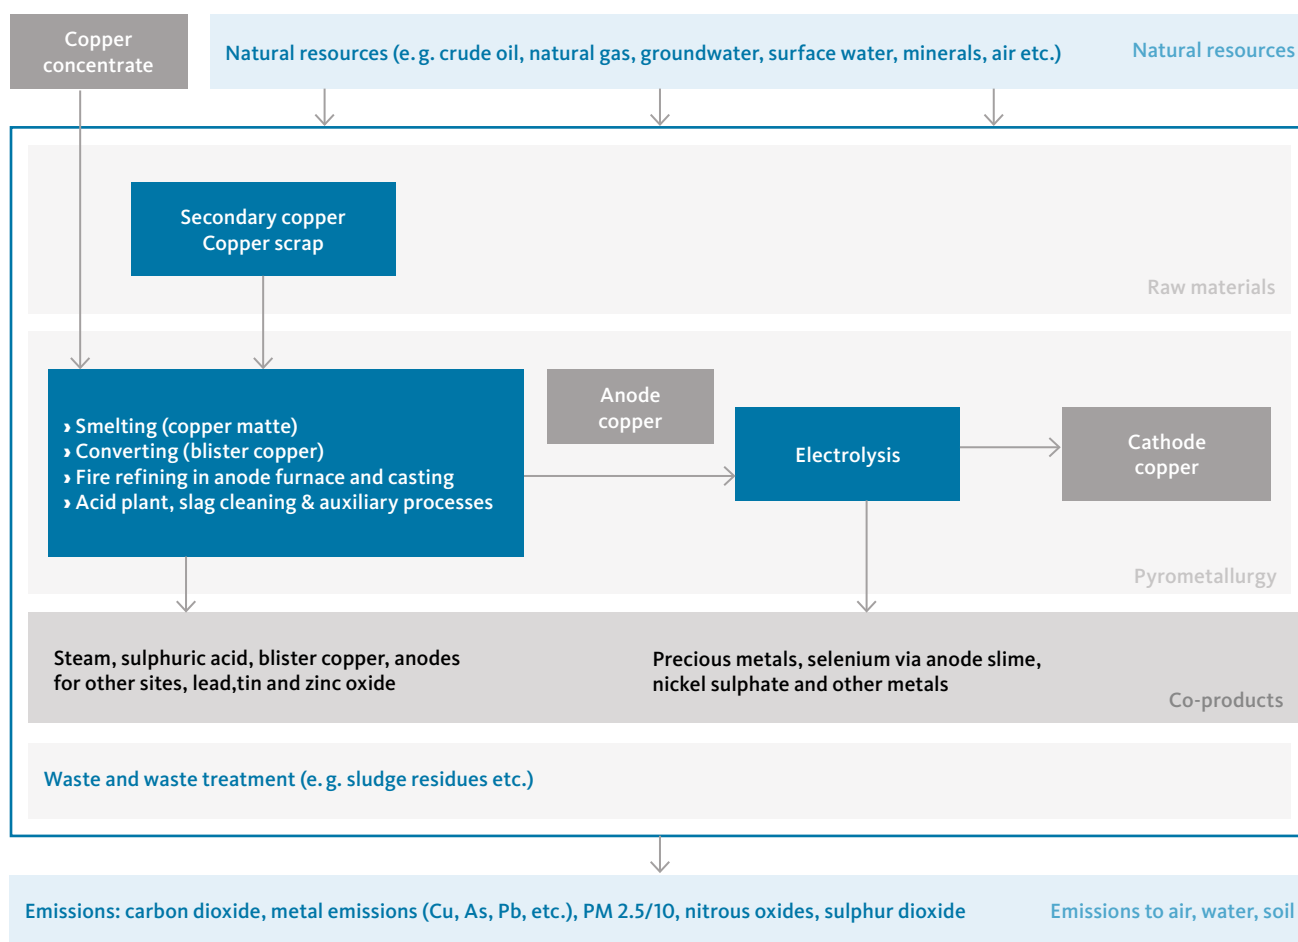 Copper
concentrate
Natural resources (e. g. crude oil, natural gas, groundwater, surface water, minerals, air etc.)
Natural resources
Secondary copper
Copper scrap
Raw materials
› Smelting (copper matte)
› Converting (blister copper)
› Fire refining in anode furnace and casting
› Acid plant, slag cleaning & auxiliary processes
Anode
copper
Electrolysis
Cathode
copper
Pyrometallurgy
Steam, sulphuric acid, blister copper, anodes
for other sites, lead,tin and zinc oxide
Precious metals, selenium via anode slime,
nickel sulphate and other metals
Co-products
Waste and waste treatment (e. g. sludge residues etc.)
Emissions: carbon dioxide, metal emissions (Cu, As, Pb, etc.), PM 2.5/10, nitrous oxides, sulphur dioxide
Emissions to air, water, soil